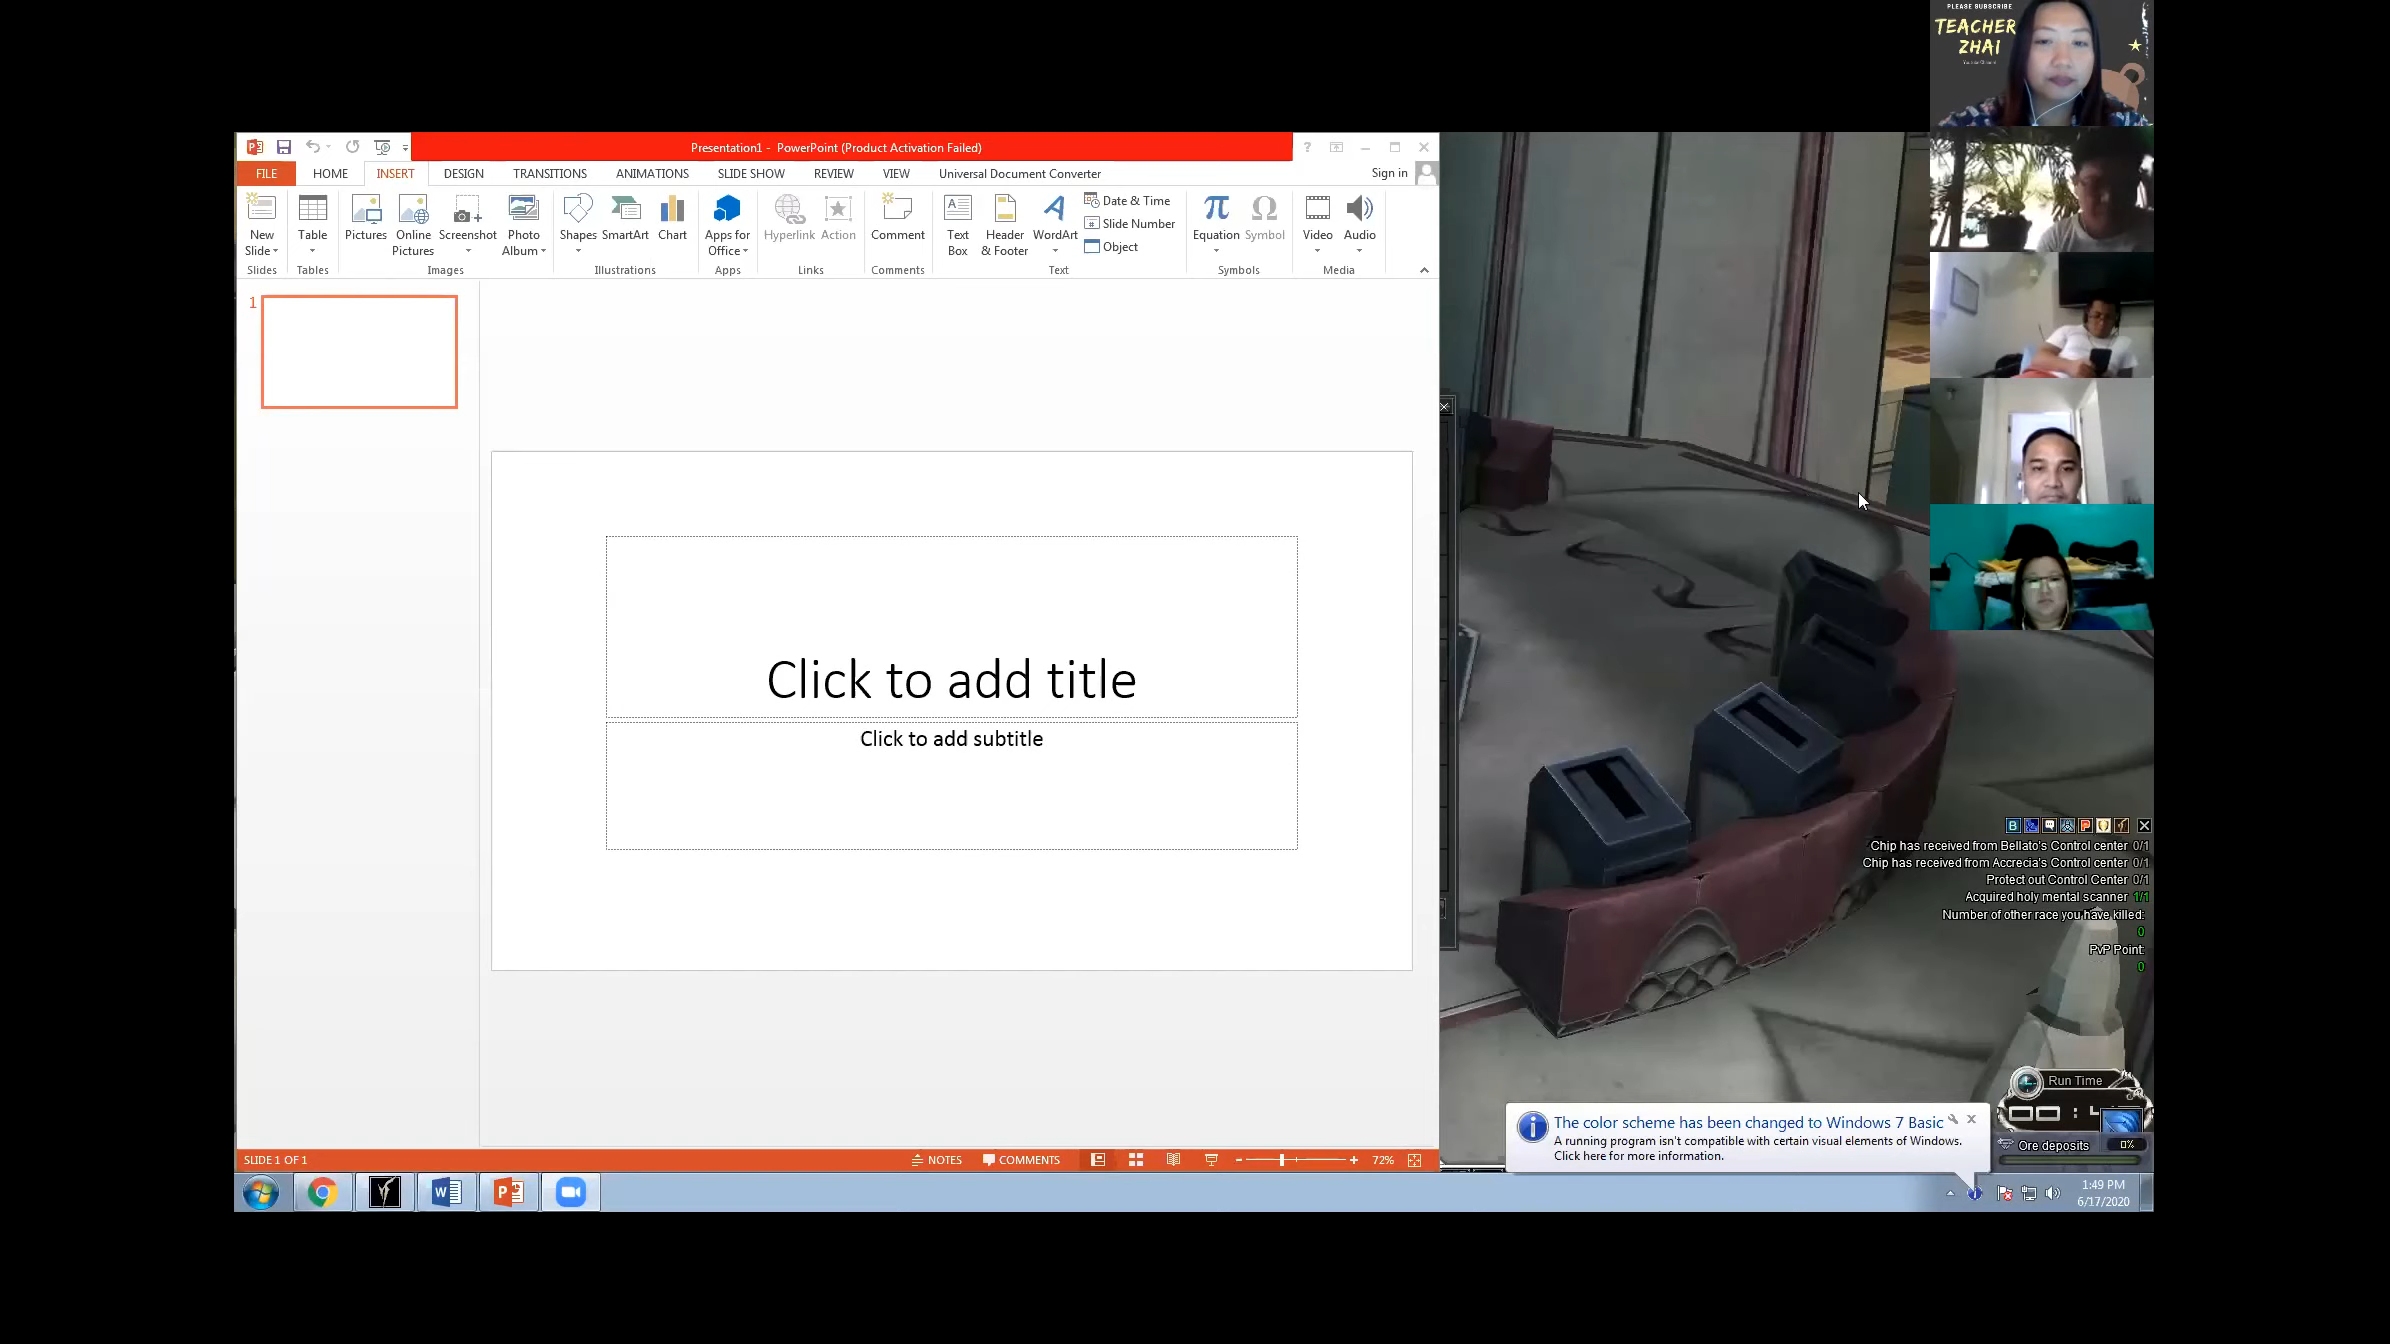 PLEASE SUBSCRIBE
TEACHER
ZHAI
Presentation1 - PowerPoint (Product Activation Failed)
FILE HOME INSERT DESIGN TRANSITIONS ANIMATIONS SLIDE SHOW REVIEW VIEW Universal Document Converter Sign in
New Slide
Table
Pictures
Online Pictures
Screenshot
Photo Album
Shapes
SmartArt
Chart
Apps for Office
Hyperlink
Action
Comment
Text Box
Header & Footer
WordArt
Date & Time
Slide Number
Object
Equation
Symbol
Video
Audio
Slides Tables Images Illustrations Apps Links Comments Text Symbols Media
1
Click to add title
Click to add subtitle
Chip has received from Bellato's Control center 0/1
Chip has received from Accrecia's Control center 0/1
Protect out Control Center 0/1
Acquired holy mental scanner 1/1
Number of other race you have killed:
0
PvP Point:
0
Run Time
Ore deposits 0%
The color scheme has been changed to Windows 7 Basic
A running program isn't compatible with certain visual elements of Windows.
Click here for more information.
SLIDE 1 OF 1 NOTES COMMENTS 72%
1:49 PM
6/17/2020